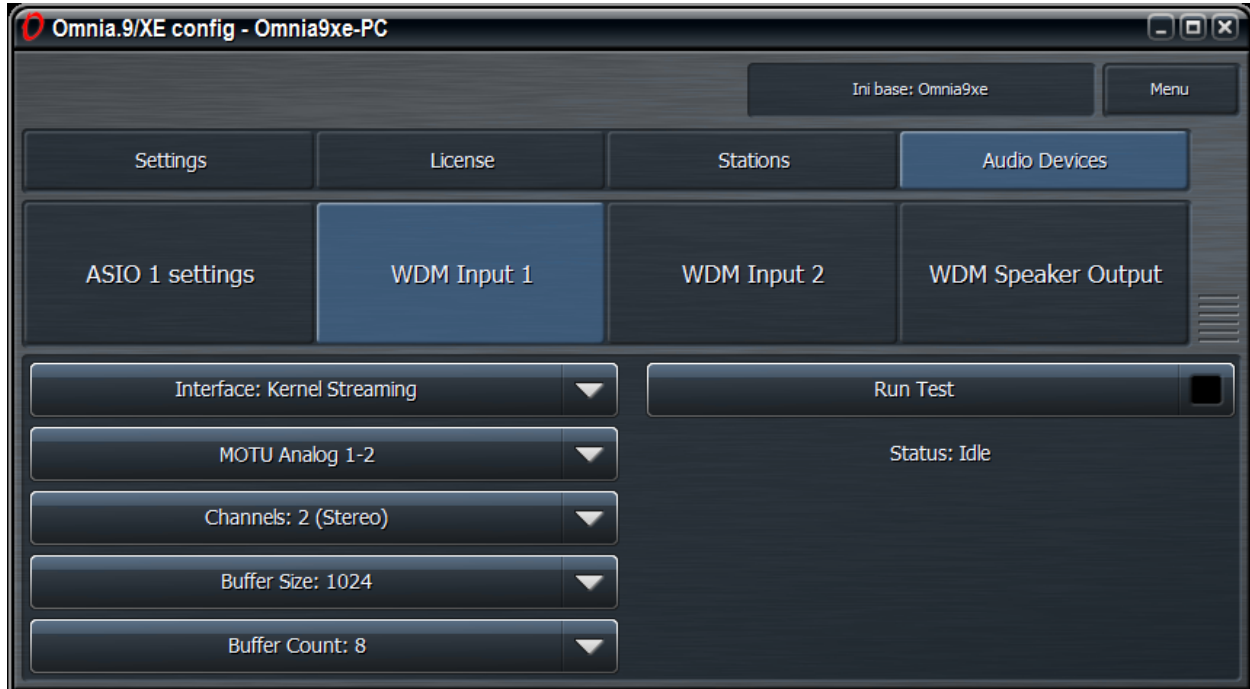 Omnia.9/XE config - Omnia9xe-PC
Ini base: Omnia9xe
Menu
Settings
License
Stations
Audio Devices
ASIO 1 settings
WDM Input 1
WDM Input 2
WDM Speaker Output
Interface: Kernel Streaming
Run Test
MOTU Analog 1-2
Status: Idle
Channels: 2 (Stereo)
Buffer Size: 1024
Buffer Count: 8